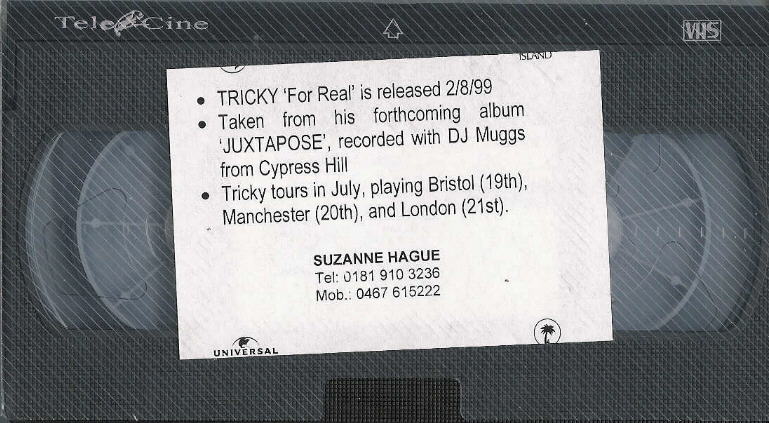 Tele Cine
VHS
ISLAND
• TRICKY 'For Real' is released 2/8/99
• Taken from his forthcoming album
'JUXTAPOSE', recorded with DJ Muggs
from Cypress Hill
• Tricky tours in July, playing Bristol (19th),
Manchester (20th), and London (21st).
SUZANNE HAGUE
Tel: 0181 910 3236
Mob.: 0467 615222
UNIVERSAL